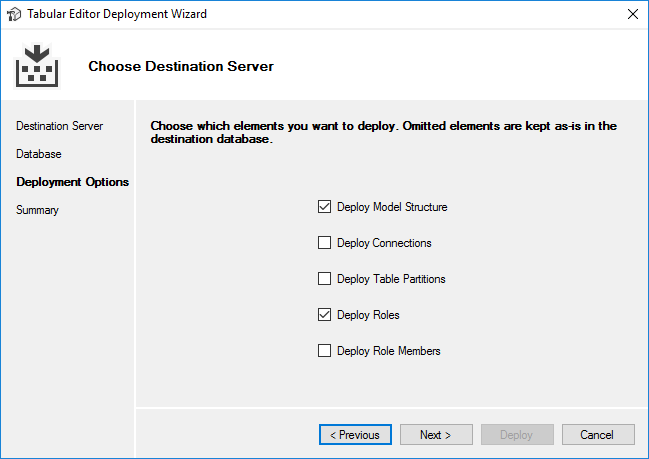 Tabular Editor Deployment Wizard
Choose Destination Server
Destination Server
Database
Deployment Options
Summary
Choose which elements you want to deploy. Omitted elements are kept as-is in the
destination database.
Deploy Model Structure
Deploy Connections
Deploy Table Partitions
Deploy Roles
Deploy Role Members
< Previous
Next >
Deploy
Cancel